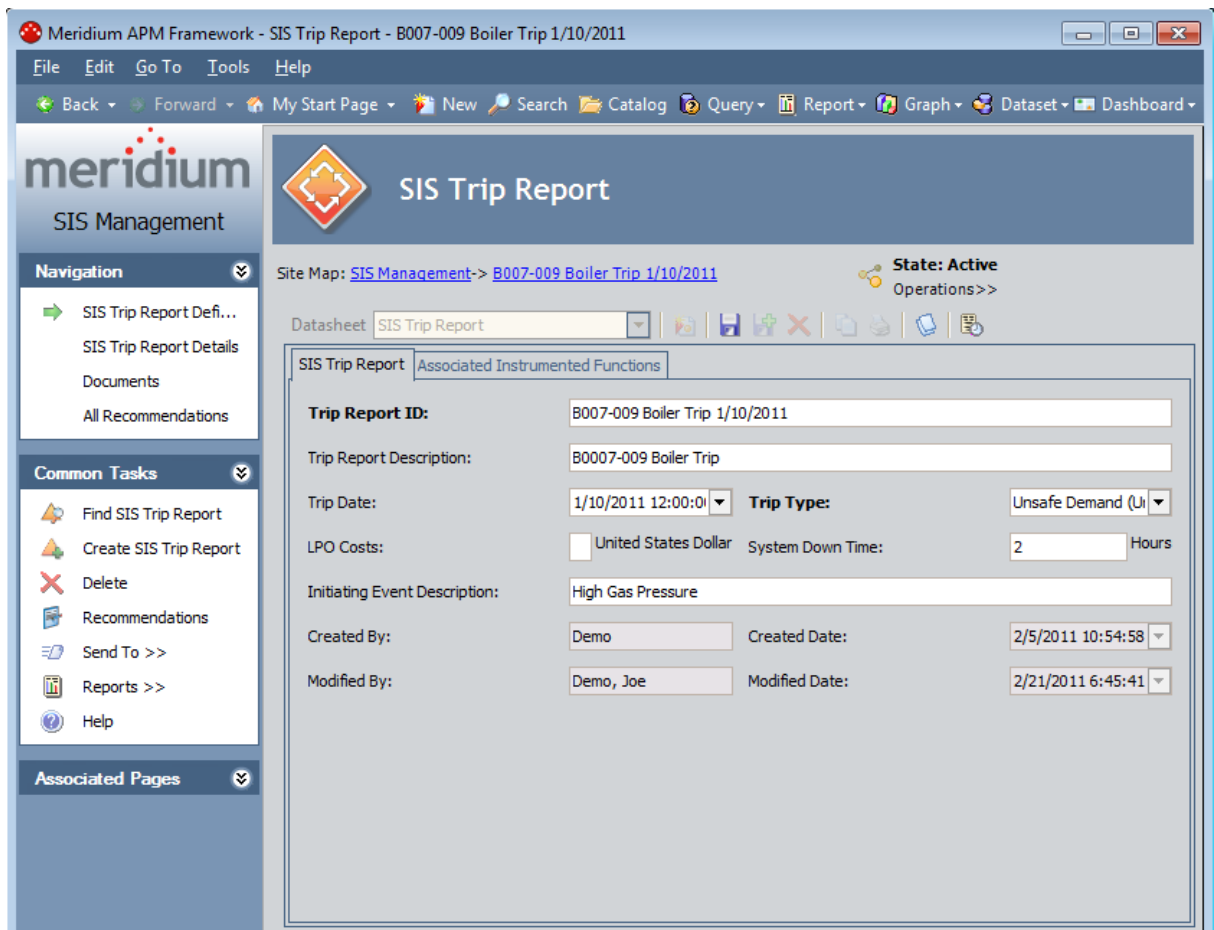 Meridium APM Framework - SIS Trip Report - B007-009 Boiler Trip 1/10/2011
File Edit Go To Tools Help
Back Forward My Start Page New Search Catalog Query Report Graph Dataset Dashboard
meridium
SIS Management
SIS Trip Report
Navigation
SIS Trip Report Defi...
SIS Trip Report Details
Documents
All Recommendations
Common Tasks
Find SIS Trip Report
Create SIS Trip Report
Delete
Recommendations
Send To >>
Reports >>
Help
Associated Pages
Site Map: SIS Management-> B007-009 Boiler Trip 1/10/2011
State: Active
Operations>>
Datasheet SIS Trip Report
SIS Trip Report Associated Instrumented Functions
Trip Report ID: B007-009 Boiler Trip 1/10/2011
Trip Report Description: B0007-009 Boiler Trip
Trip Date: 1/10/2011 12:00:0 Trip Type: Unsafe Demand (U
LPO Costs: United States Dollar System Down Time: 2 Hours
Initiating Event Description: High Gas Pressure
Created By: Demo Created Date: 2/5/2011 10:54:58
Modified By: Demo, Joe Modified Date: 2/21/2011 6:45:41